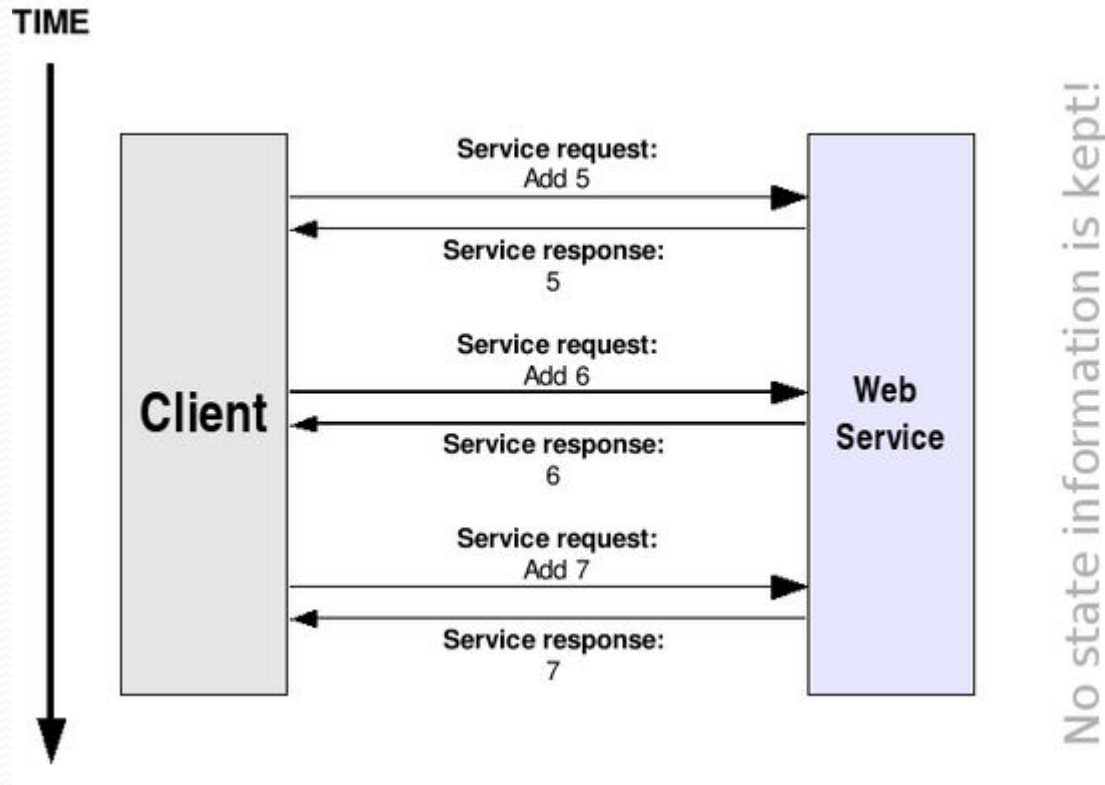 TIME
Service request:
Add 5
Service response:
5
Service request:
Add 6
Service response:
6
Service request:
Add 7
Service response:
7
Client
Web
Service
No state information is kept!